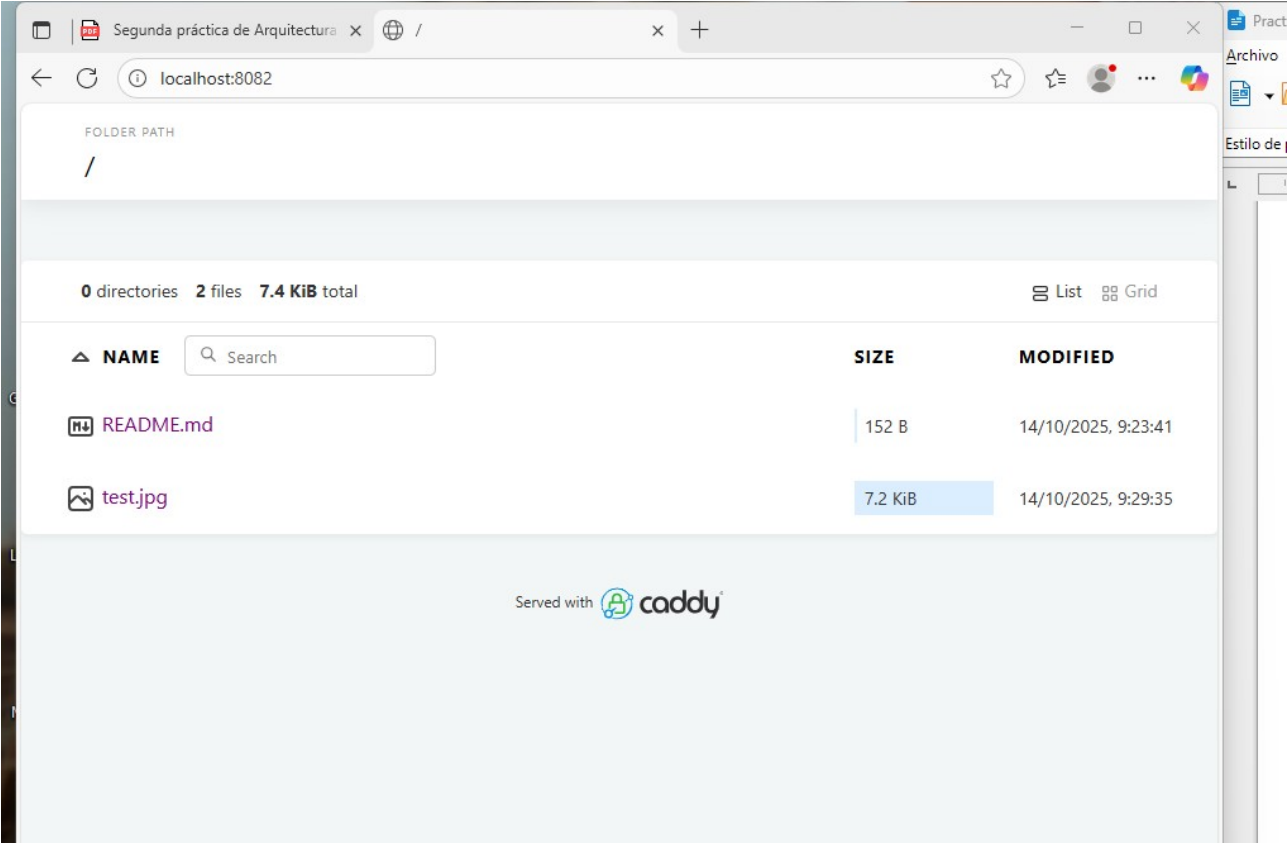 PDF Segunda práctica de Arquitectura
/
Pract
localhost:8082
Archivo
FOLDER PATH
/
Estilo de
0 directories 2 files 7.4 KiB total
List Grid
NAME Search SIZE MODIFIED
README.md 152 B 14/10/2025, 9:23:41
test.jpg 7.2 KiB 14/10/2025, 9:29:35
Served with caddy